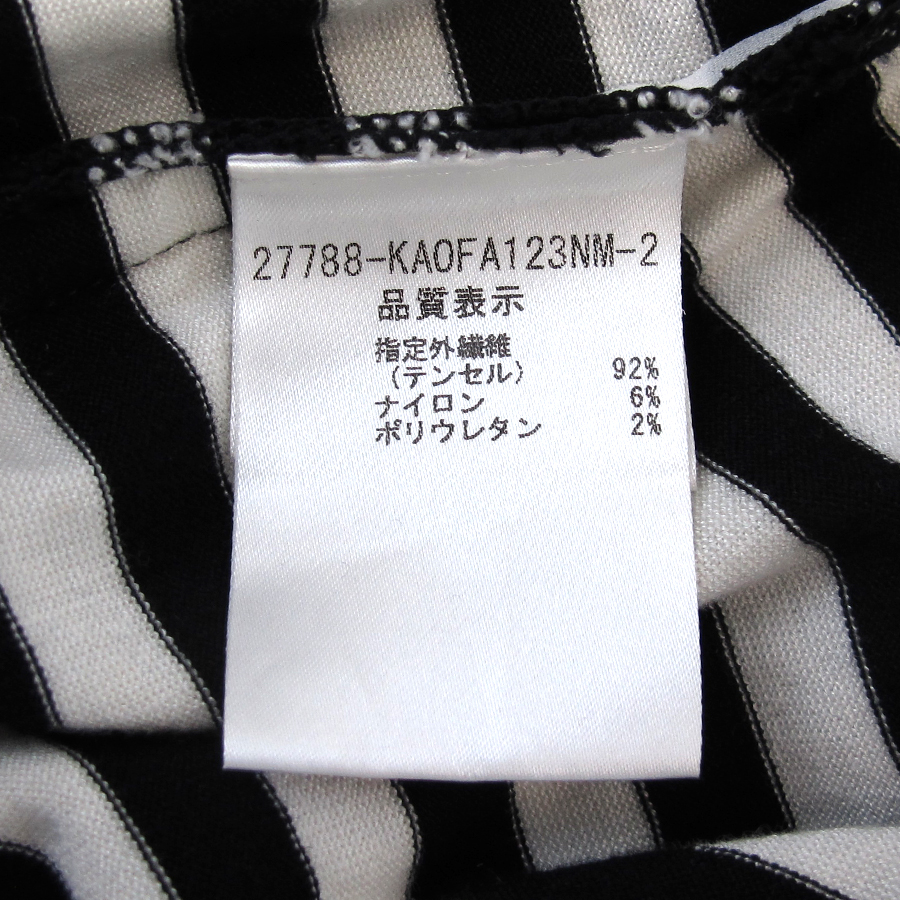 27788-KAOFA123NM-2
品質表示
指定外繊維
(テンセル) 92%
ナイロン 6%
ポリウレタン 2%